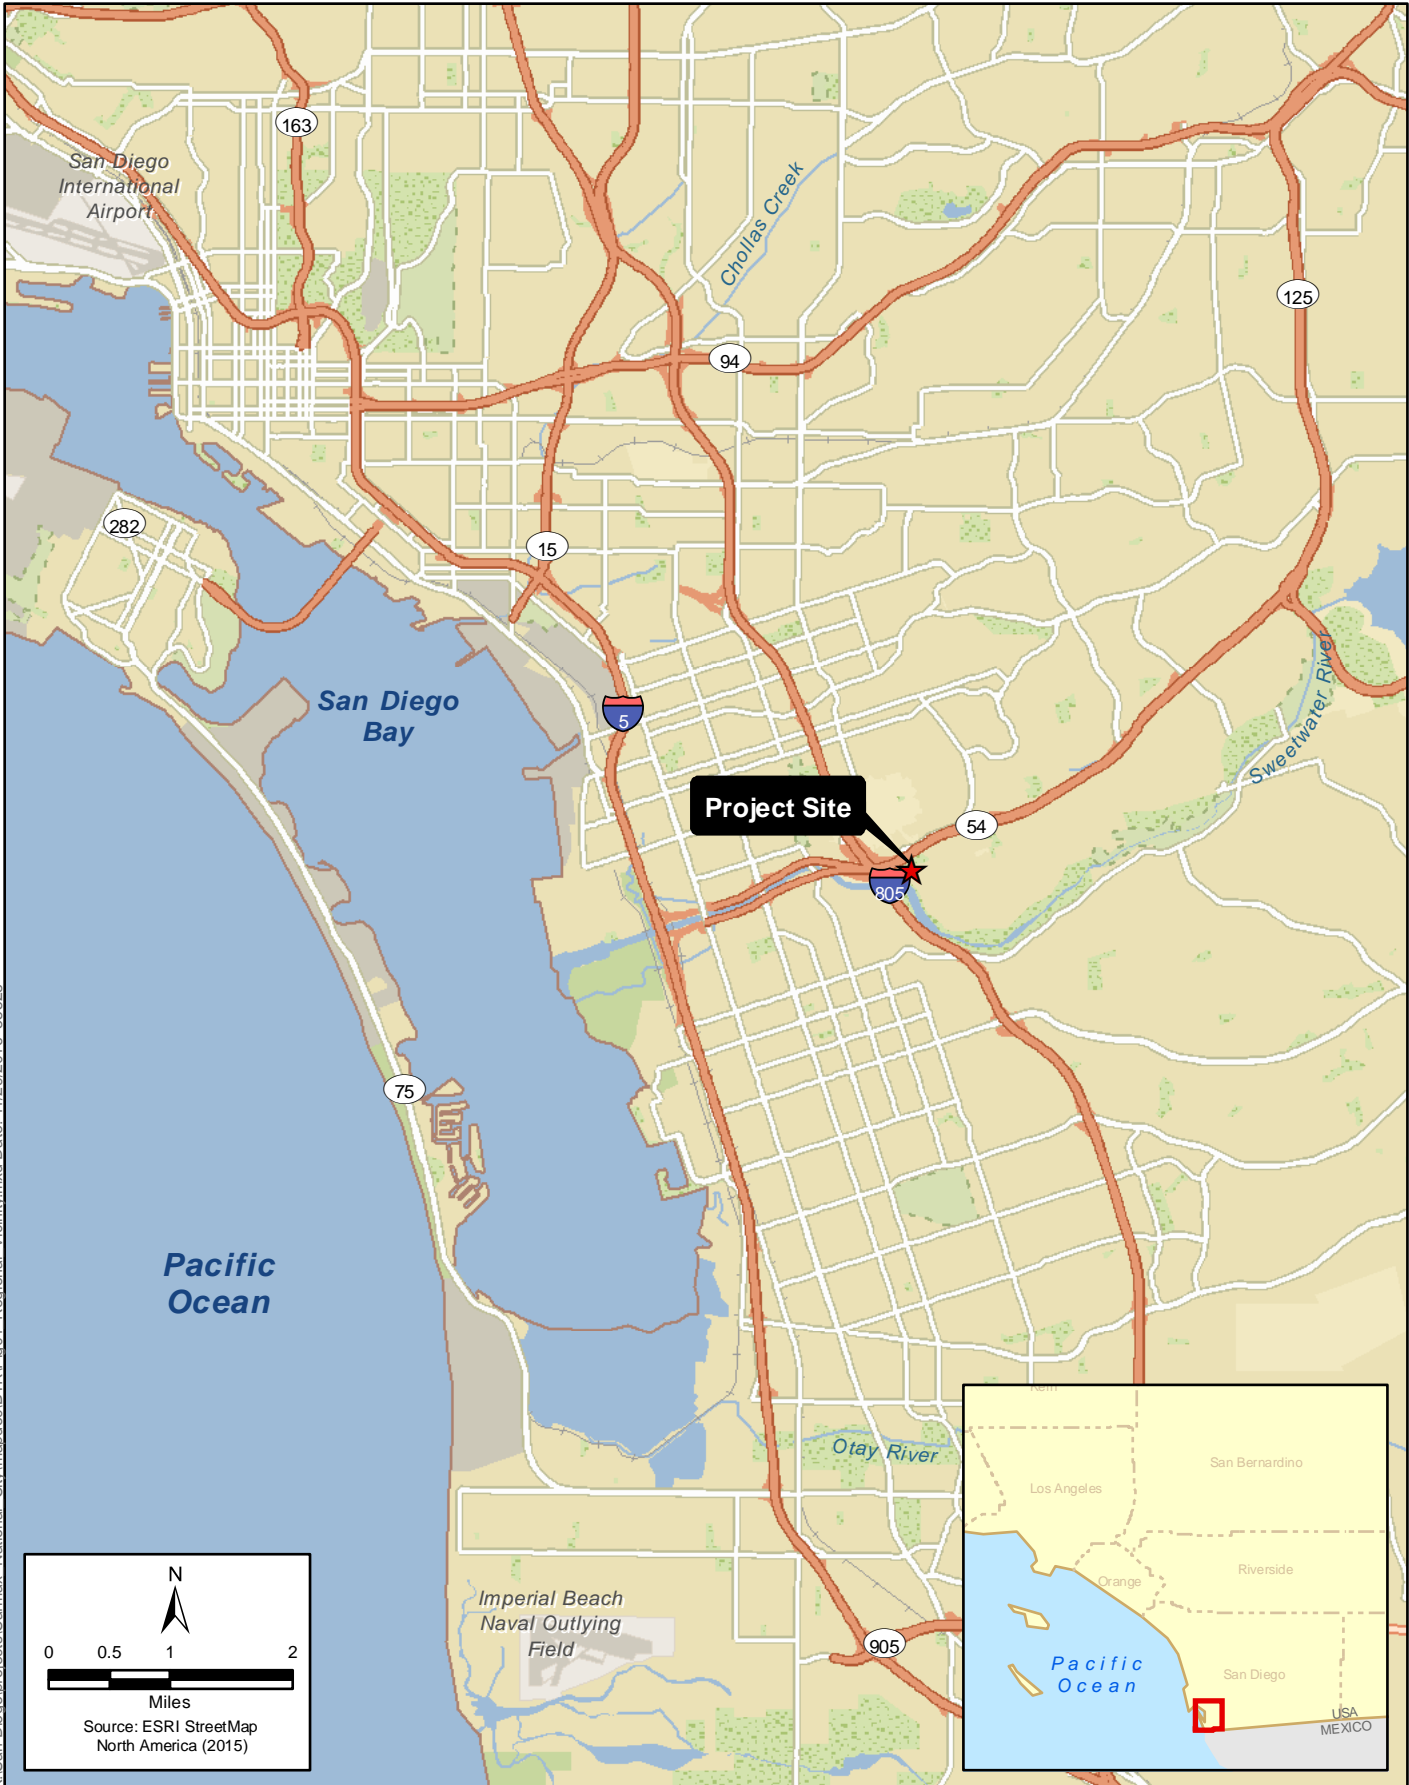 163
San Diego
International
Airport
Chollas Creek
125
94
282
15
San Diego
Bay
5
Sweetwater River
Project Site
54
805
75
Pacific
Ocean
Otay River
Imperial Beach
Naval Outlying
Field
905
N
0 0.5 1 2
Miles
Source: ESRI StreetMap
North America (2015)
Kern
San Bernardino
Los Angeles
Riverside
Orange
Pacific
Ocean
San Diego
USA
MEXICO